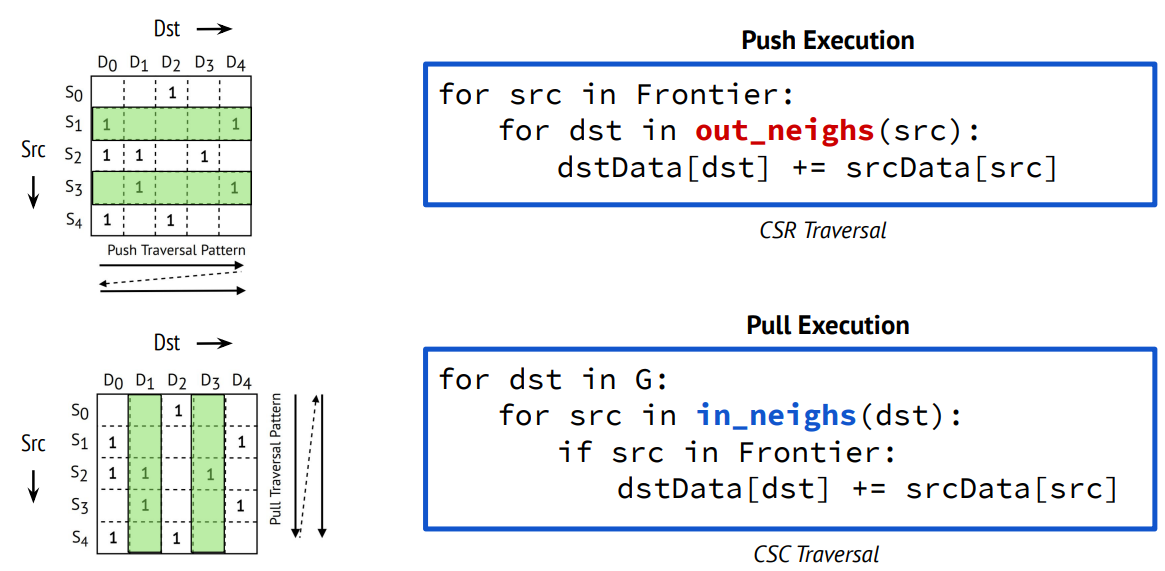 Dst
D0 D1 D2 D3 D4
Src
S0 1
S1 1 1
S2 1 1 1
S3 1 1
S4 1 1
Push Traversal Pattern
Push Execution
for src in Frontier:
for dst in out_neighs(src):
dstData[dst] += srcData[src]
CSR Traversal
Dst
D0 D1 D2 D3 D4
Src
S0 1
S1 1 1
S2 1 1 1
S3 1 1
S4 1 1
Pull Traversal Pattern
Pull Execution
for dst in G:
for src in in_neighs(dst):
if src in Frontier:
dstData[dst] += srcData[src]
CSC Traversal